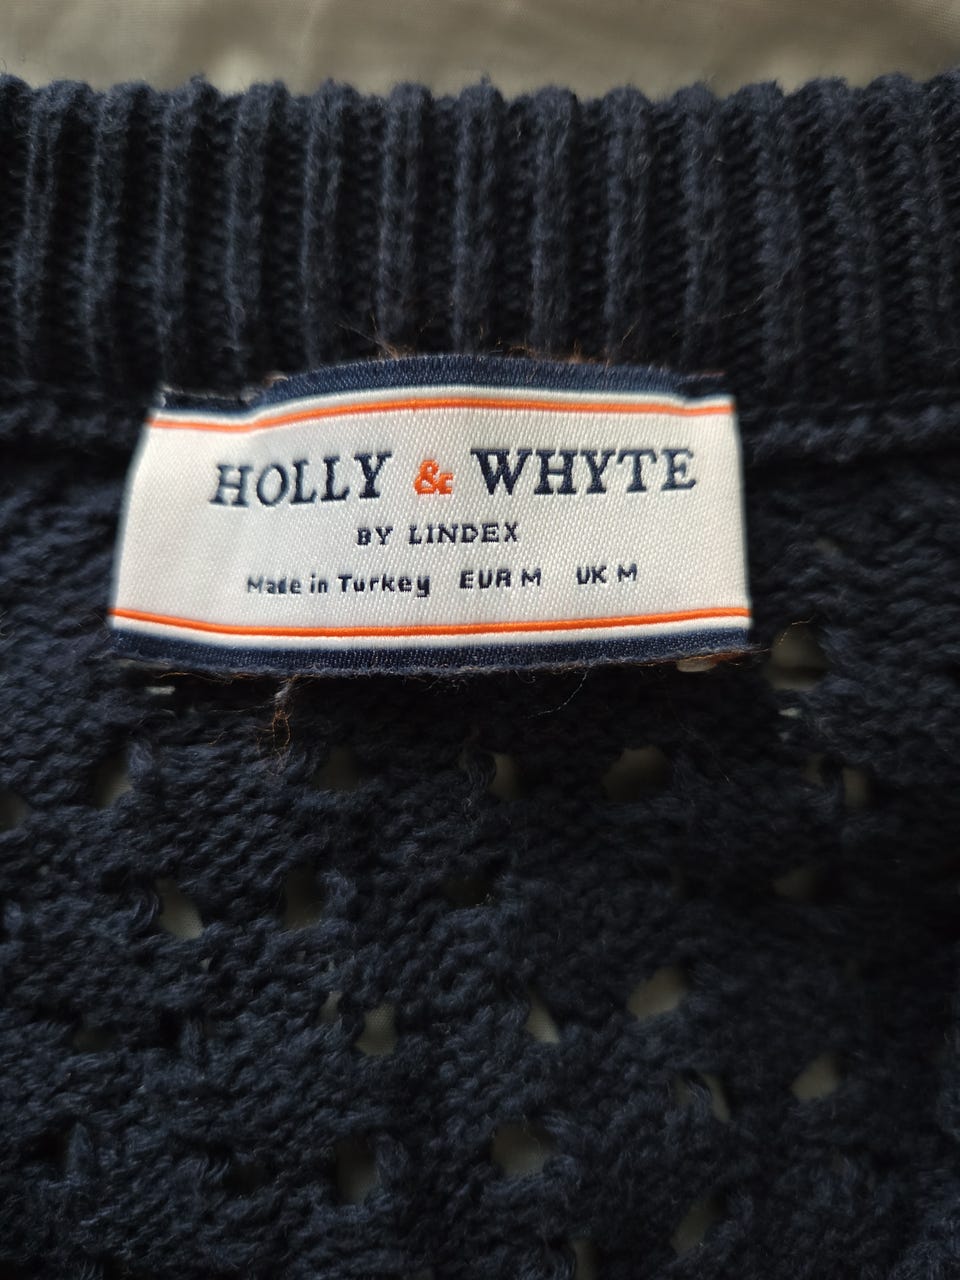 HOLLY & WHYTE
BY LINDEX
Made in Turkey EUR M UK M